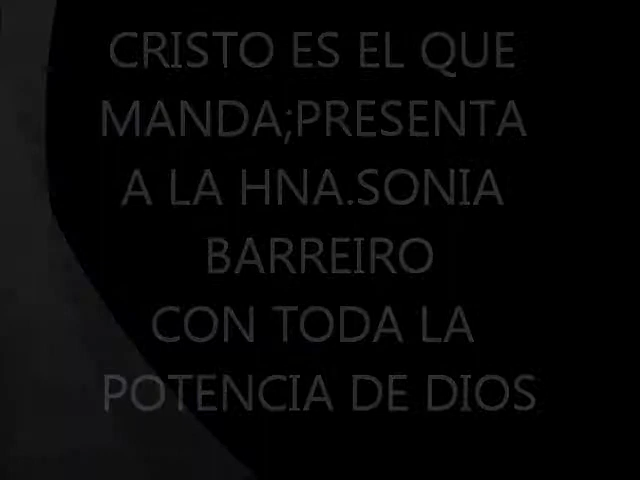 CRISTO ES EL QUE
MANDA;PRESENTA
A LA HNA.SONIA
BARREIRO
CON TODA LA
POTENCIA DE DIOS